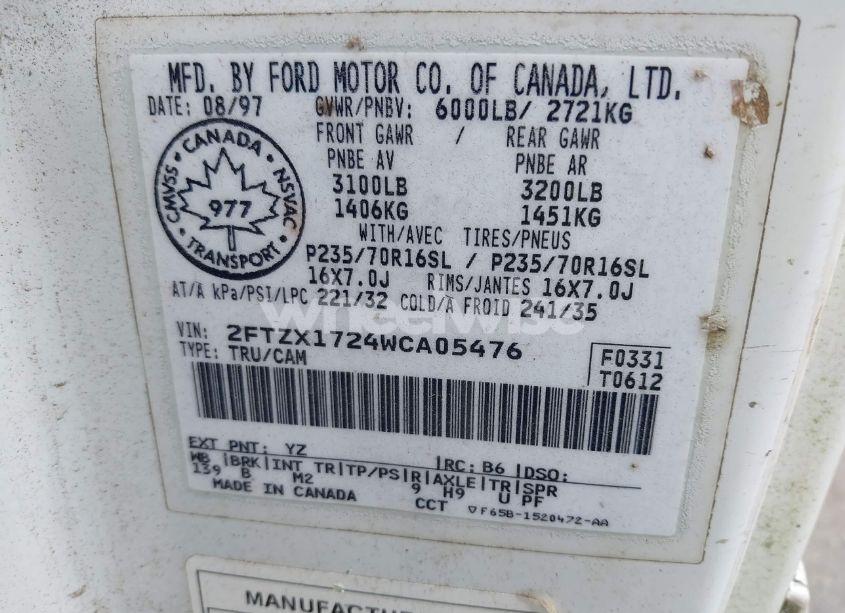 MFD. BY FORD MOTOR CO. OF CANADA, LTD.
DATE: 08/97 GVWR/PNBV: 6000LB/ 2721KG
FRONT GAWR / REAR GAWR
PNBE AV PNBE AR
3100LB 3200LB
1406KG 1451KG
WITH/AVEC TIRES/PNEUS
P235/70R16SL / P235/70R16SL
16X7.0J RIMS/JANTES 16X7.0J
AT/A kPa/PSI/LPC 221/32 COLD/A FROID 241/35
CANADA
CMVSS NSVAC
977
TRANSPORT
wheelwise
VIN: 2FTZX1724WCA05476
TYPE: TRU/CAM
F0331
T0612
EXT PNT: YZ |RC: B6 |DSO:
WB |BRK|INT TR|TP/PS|R|AXLE|TR|SPR
139 B M2 9 H9 U PF
MADE IN CANADA CCT ▽F65B-1520472-AA